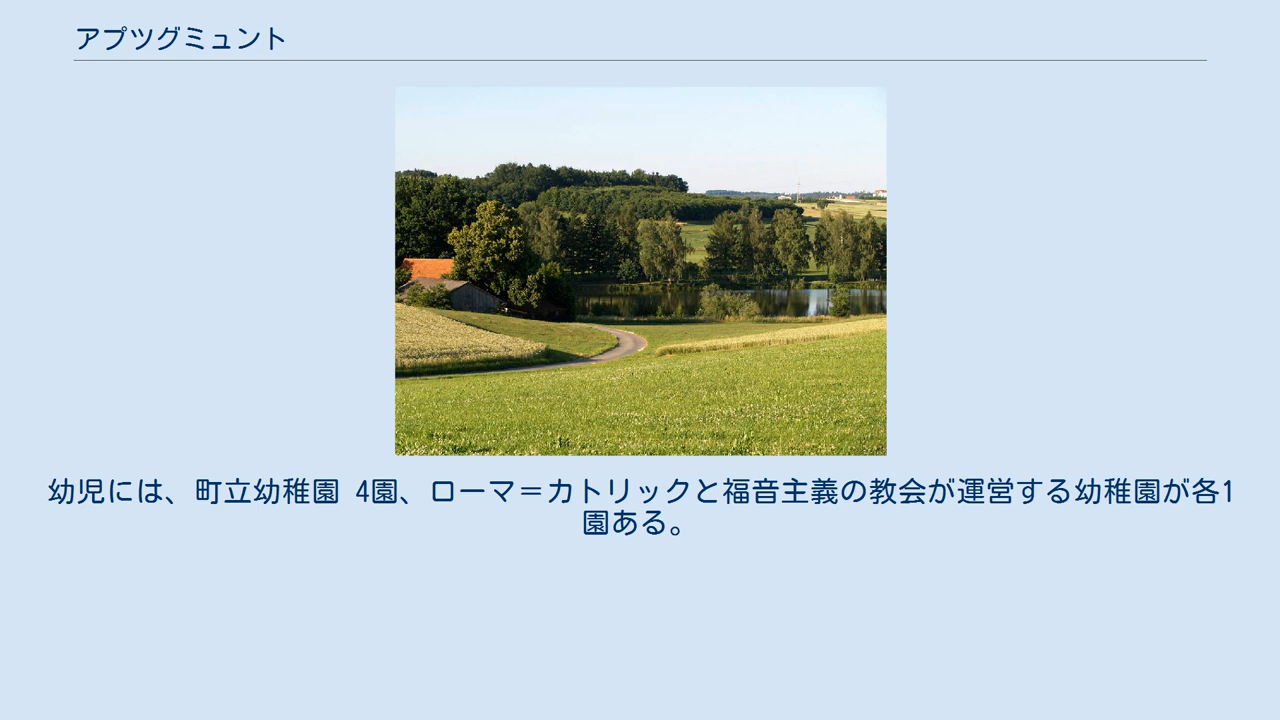 アプツグミュント
幼児には、町立幼稚園 4園、ローマ＝カトリックと福音主義の教会が運営する幼稚園が各1
園ある。